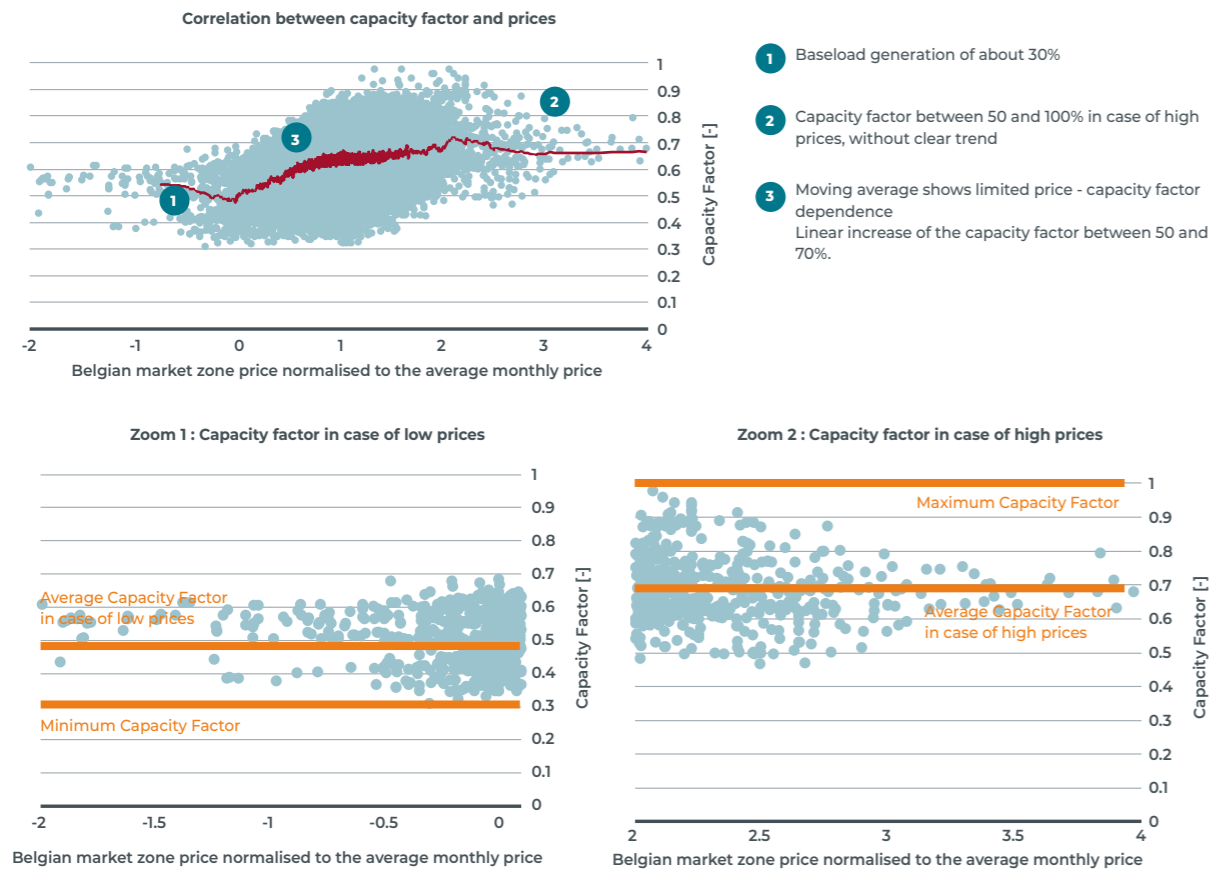 Correlation between capacity factor and prices
1
0.9
0.8
0.7
0.6
0.5
0.4
0.3
0.2
0.1
0
Capacity Factor [-]
-2 -1 0 1 2 3 4
Belgian market zone price normalised to the average monthly price
1
2
3
1 Baseload generation of about 30%
2 Capacity factor between 50 and 100% in case of high
prices, without clear trend
3 Moving average shows limited price - capacity factor
dependence
Linear increase of the capacity factor between 50 and
70%.
Zoom 1 : Capacity factor in case of low prices
1
0.9
0.8
0.7
0.6
0.5
0.4
0.3
0.2
0.1
0
Capacity Factor [-]
Average Capacity Factor
in case of low prices
Minimum Capacity Factor
-2 -1.5 -1 -0.5 0
Belgian market zone price normalised to the average monthly price
Zoom 2 : Capacity factor in case of high prices
1
0.9
0.8
0.7
0.6
0.5
0.4
0.3
0.2
0.1
0
Capacity Factor [-]
Maximum Capacity Factor
Average Capacity Factor
in case of high prices
2 2.5 3 3.5 4
Belgian market zone price normalised to the average monthly price